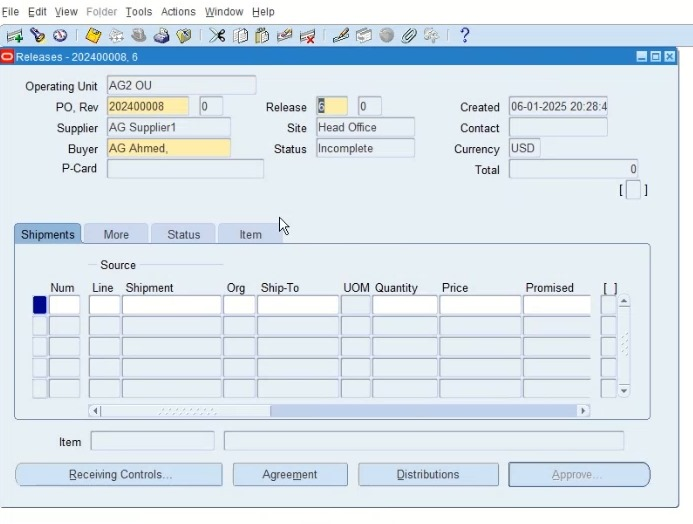 File Edit View Folder Tools Actions Window Help
Releases - 202400008, 6
Operating Unit AG2 OU
PO, Rev 202400008 0 Release 6 0 Created 06-01-2025 20:28:4
Supplier AG Supplier1 Site Head Office Contact
Buyer AG Ahmed, Status Incomplete Currency USD
P-Card Total 0
[ ]
Shipments More Status Item
Source
Num Line Shipment Org Ship-To UOM Quantity Price Promised [ ]
Item
Receiving Controls... Agreement Distributions Approve...